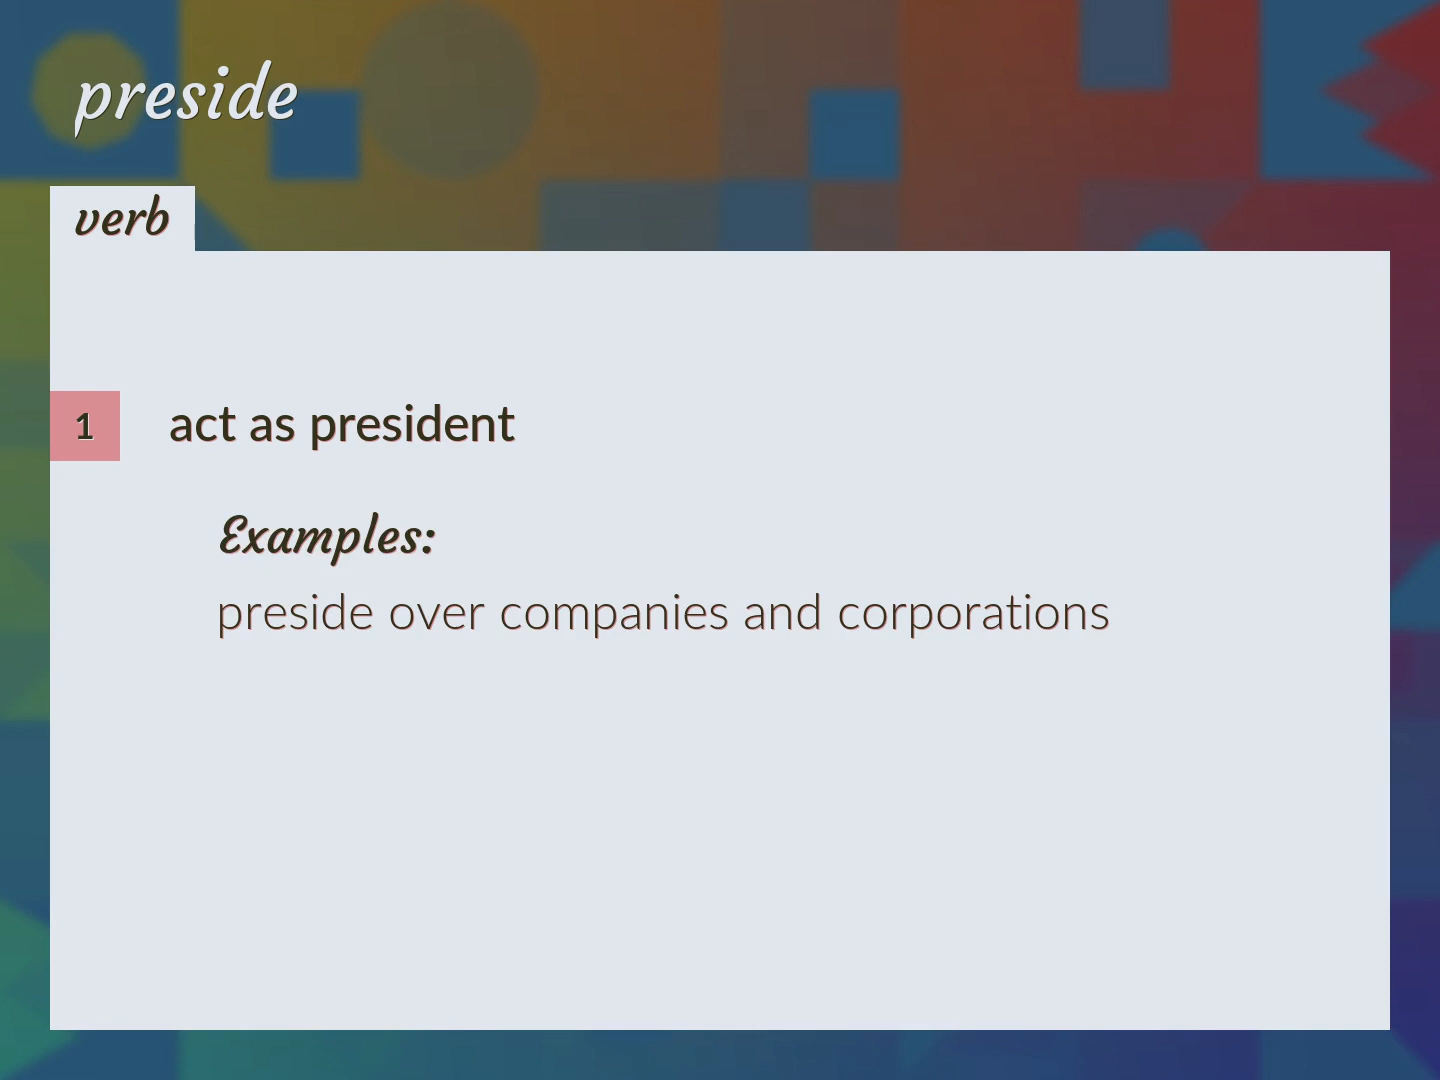 preside
verb
1
act as president
Examples:
preside over companies and corporations